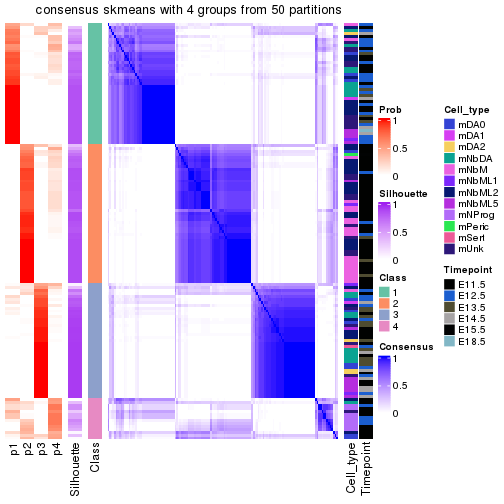 consensus skmeans with 4 groups from 50 partitions
p1
p2
p3
p4
Silhouette
Class
Cell_type
Timepoint
Prob
1
0.5
0
Silhouette
1
0.5
0
Class
1
2
3
4
Consensus
1
0.5
0
Cell_type
mDA0
mDA1
mDA2
mNbDA
mNbM
mNbML1
mNbML2
mNbML5
mNProg
mPeric
mSert
mUnk
Timepoint
E11.5
E12.5
E13.5
E14.5
E15.5
E18.5